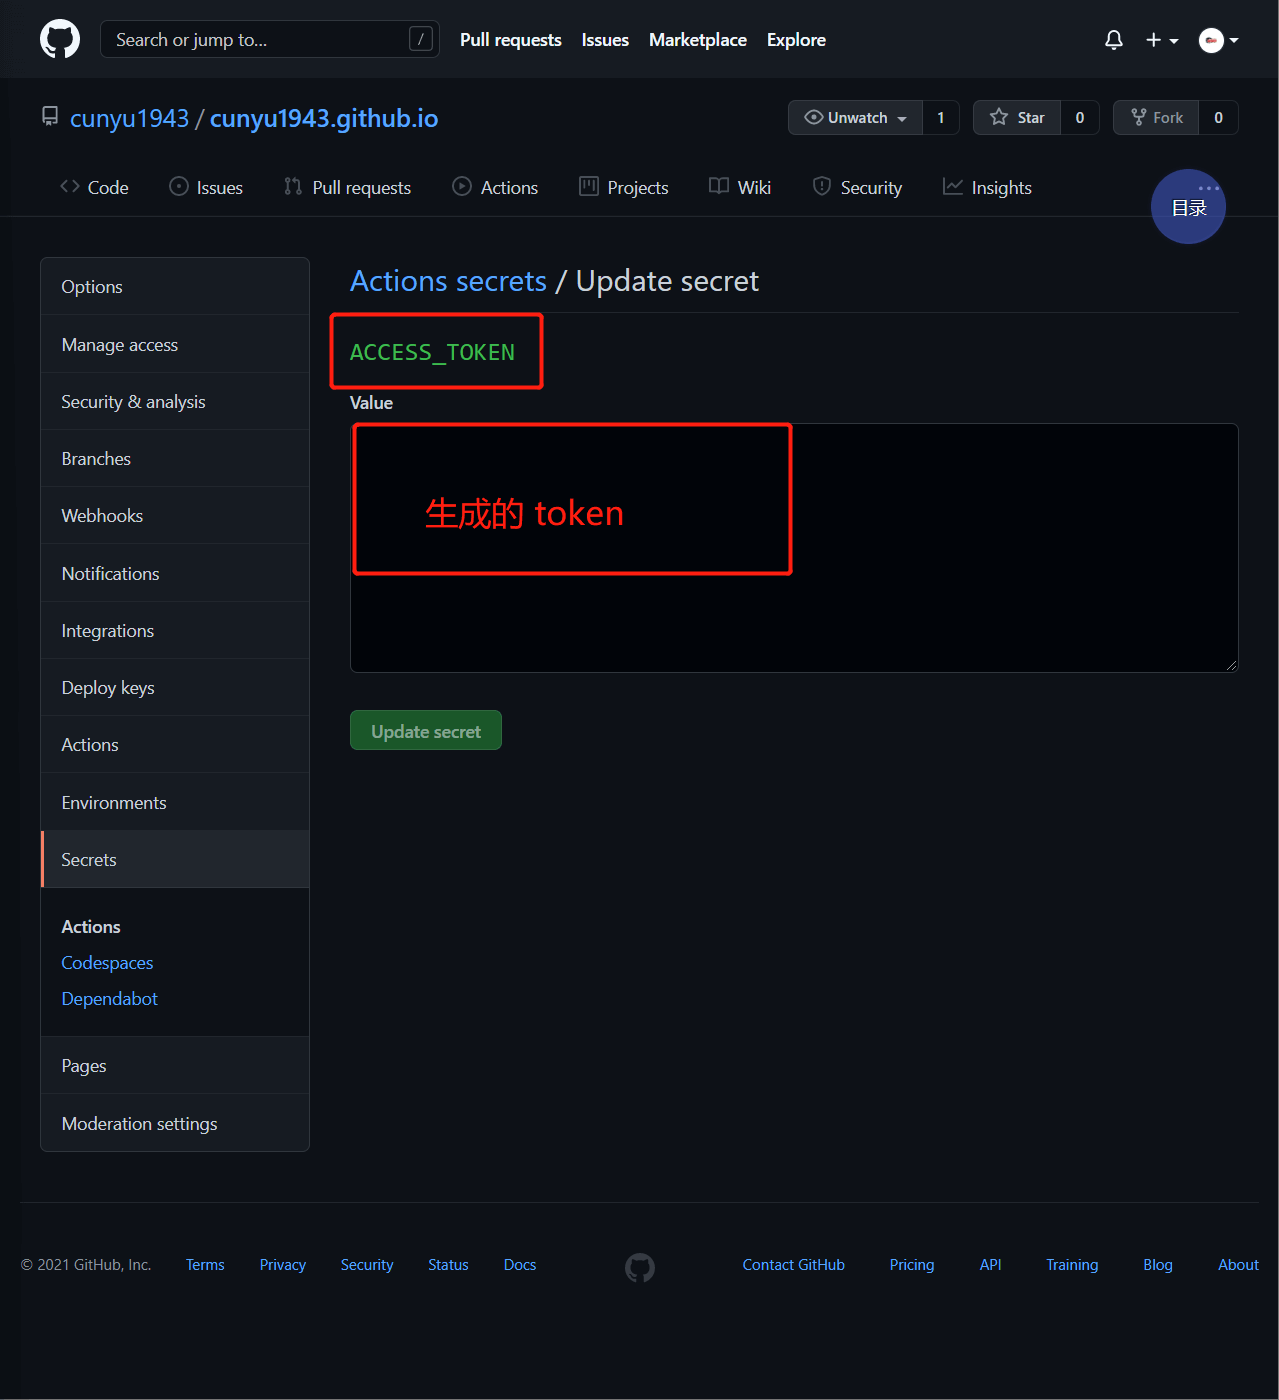 Search or jump to... /
Pull requests Issues Marketplace Explore
cunyu1943 / cunyu1943.github.io
Unwatch 1 Star 0 Fork 0
Code Issues Pull requests Actions Projects Wiki Security Insights
目录
Options
Manage access
Security & analysis
Branches
Webhooks
Notifications
Integrations
Deploy keys
Actions
Environments
Secrets
Actions
Codespaces
Dependabot
Pages
Moderation settings
Actions secrets / Update secret
ACCESS_TOKEN
Value
生成的 token
Update secret
© 2021 GitHub, Inc. Terms Privacy Security Status Docs Contact GitHub Pricing API Training Blog About